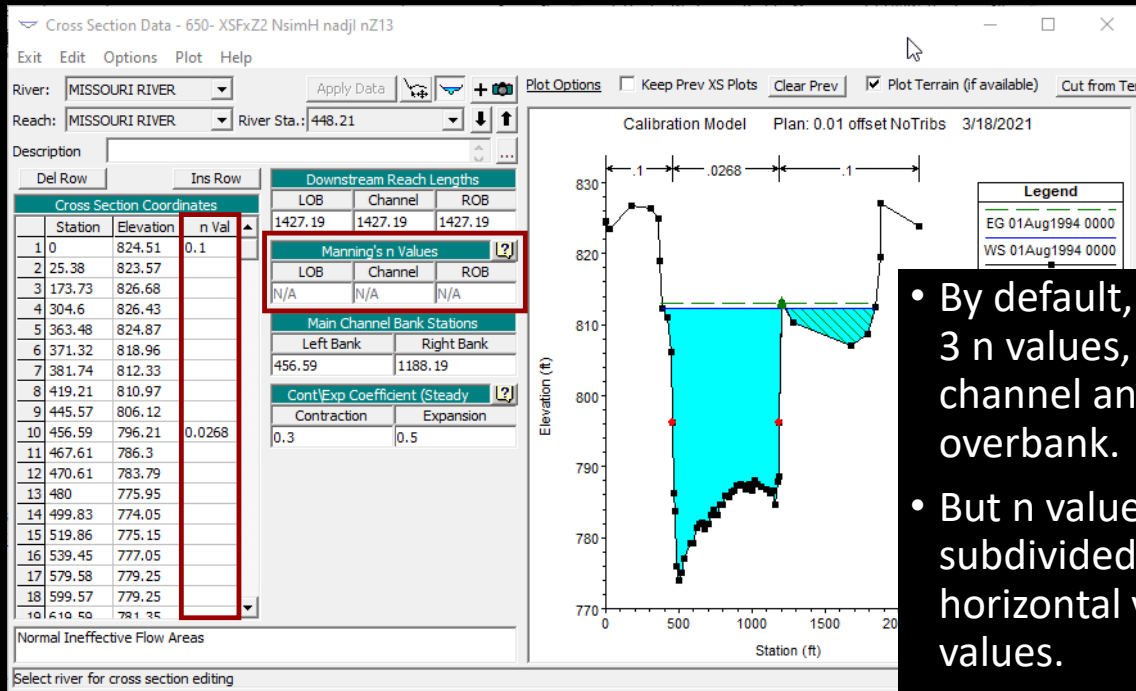 Cross Section Data - 650- XSFxZ2 NsimH nadjI nZ13
Exit Edit Options Plot Help
River: MISSOURI RIVER Apply Data
Reach: MISSOURI RIVER River Sta.: 448.21
Description ...
Del Row Ins Row
Cross Section Coordinates
Station Elevation n Val
1 0 824.51 0.1
2 25.38 823.57
3 173.73 826.68
4 304.6 826.43
5 363.48 824.87
6 371.32 818.96
7 381.74 812.33
8 419.21 810.97
9 445.57 806.12
10 456.59 796.21 0.0268
11 467.61 786.3
12 470.61 783.79
13 480 775.95
14 499.83 774.05
15 519.86 775.15
16 539.45 777.05
17 579.58 779.25
18 599.57 779.25
19 619.59 781.35
Downstream Reach Lengths
LOB Channel ROB
1427.19 1427.19 1427.19
Manning's n Values
LOB Channel ROB
N/A N/A N/A
Main Channel Bank Stations
Left Bank Right Bank
456.59 1188.19
Cont\Exp Coefficient (Steady
Contraction Expansion
0.3 0.5
Normal Ineffective Flow Areas
Select river for cross section editing
Plot Options Keep Prev XS Plots Clear Prev Plot Terrain (if available) Cut from Ter
Calibration Model Plan: 0.01 offset NoTribs 3/18/2021
.1 .0268 .1
830
820
810
800
790
780
770
Elevation (ft)
0 500 1000 1500 20
Station (ft)
Legend
EG 01Aug1994 0000
WS 01Aug1994 0000
• By default,
3 n values,
channel an
overbank.
• But n value
subdivided
horizontal v
values.